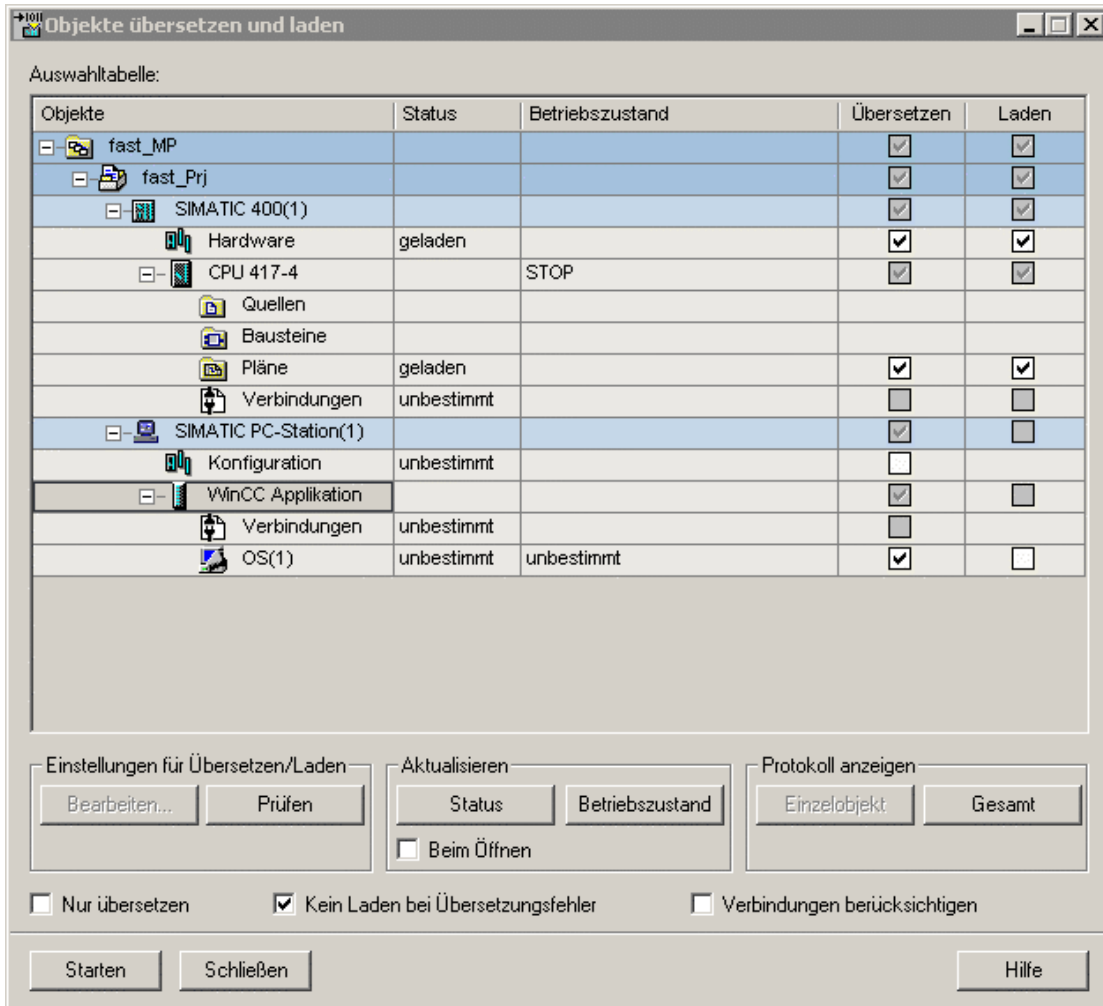 Objekte übersetzen und laden
Auswahltabelle:
Objekte Status Betriebszustand Übersetzen Laden
fast_MP
fast_Prj
SIMATIC 400(1)
Hardware geladen
CPU 417-4 STOP
Quellen
Bausteine
Pläne geladen
Verbindungen unbestimmt
SIMATIC PC-Station(1)
Konfiguration unbestimmt
WinCC Applikation
Verbindungen unbestimmt
OS(1) unbestimmt unbestimmt
Einstellungen für Übersetzen/Laden Aktualisieren Protokoll anzeigen
Bearbeiten... Prüfen Status Betriebszustand Einzelobjekt Gesamt
Beim Öffnen
Nur übersetzen Kein Laden bei Übersetzungsfehler Verbindungen berücksichtigen
Starten Schließen Hilfe